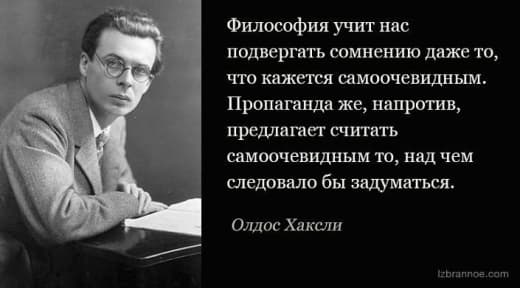 Философия учит нас
подвергать сомнению даже то,
что кажется самоочевидным.
Пропаганда же, напротив,
предлагает считать
самоочевидным то, над чем
следовало бы задуматься.
Олдос Хаксли
Izbrannoe.com